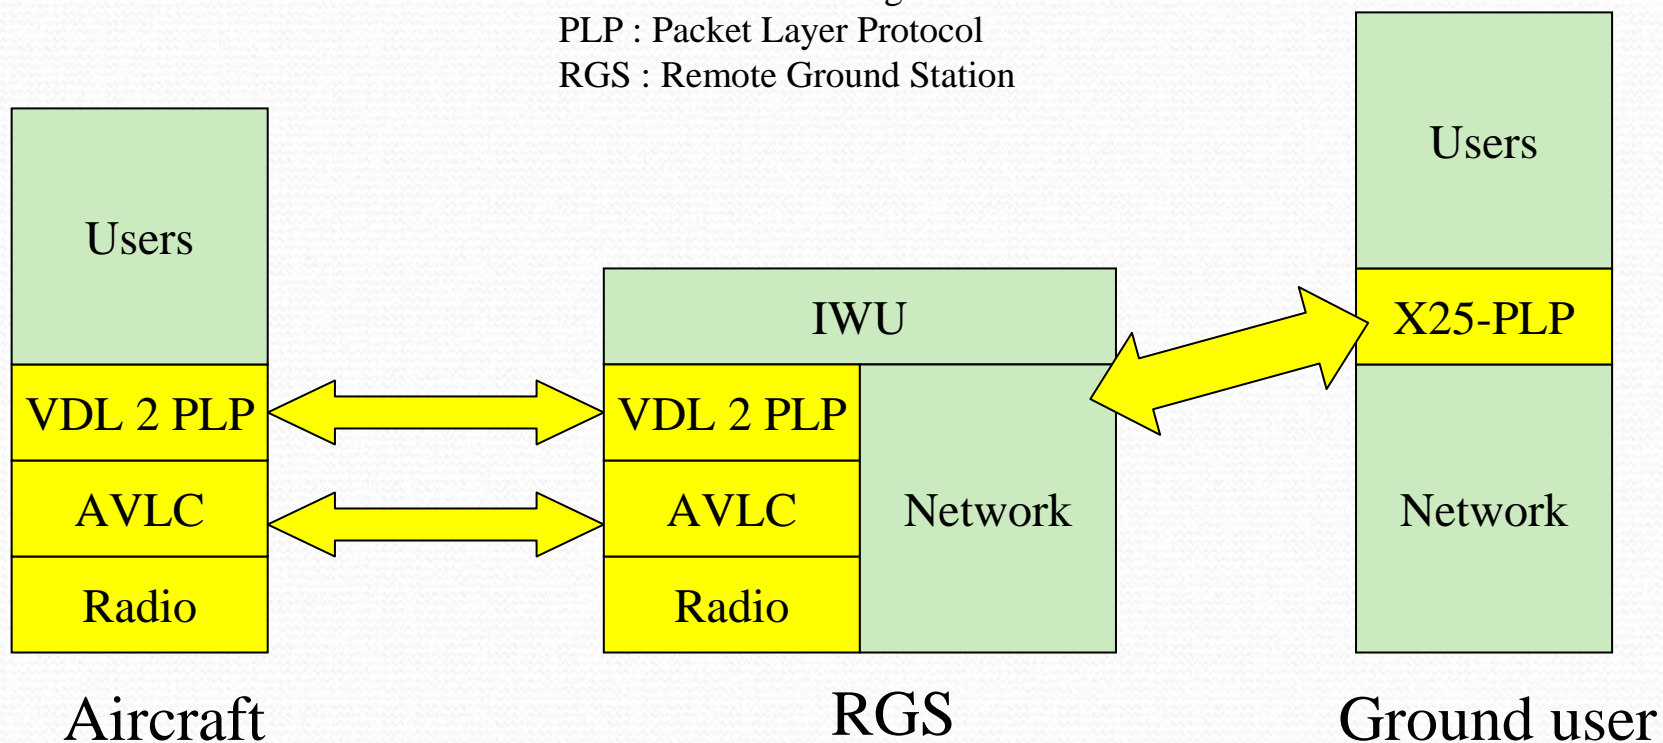 PLP : Packet Layer Protocol
RGS : Remote Ground Station
Users
VDL 2 PLP
AVLC
Radio
Aircraft
IWU
VDL 2 PLP
AVLC
Radio
Network
RGS
Users
X25-PLP
Network
Ground user